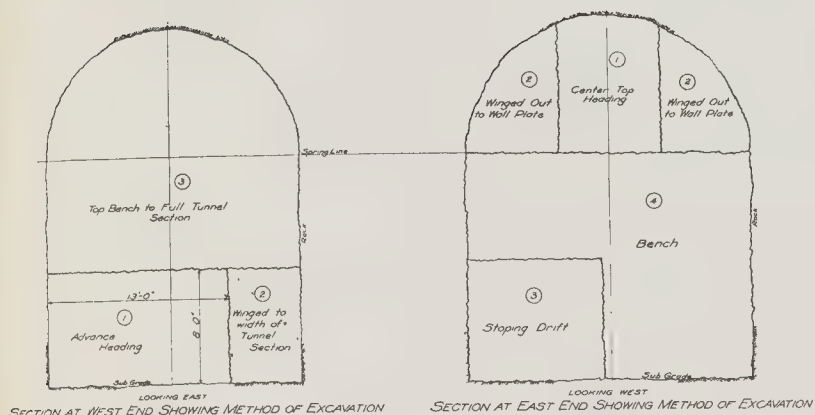 ③
Top Bench to Full Tunnel
Section
Spring Line
Rock
13'-0"
8'-0"
①
Advance
Heading
②
Winged to
width of
Tunnel
Section
Sub Grade
LOOKING EAST
SECTION AT WEST END SHOWING METHOD OF EXCAVATION
①
Center Top
Heading
②
Winged Out
to Wall Plate
②
Winged Out
to Wall Plate
④
Bench
Rock
③
Stoping Drift
Sub Grade
LOOKING WEST
SECTION AT EAST END SHOWING METHOD OF EXCAVATION